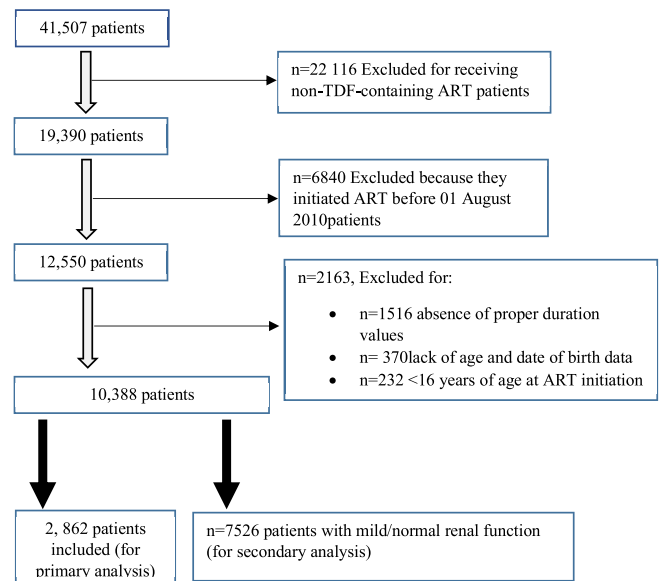 41,507 patients
n=22 116 Excluded for receiving
non-TDF-containing ART patients
19,390 patients
n=6840 Excluded because they
initiated ART before 01 August
2010patients
12,550 patients
n=2163, Excluded for:
• n=1516 absence of proper duration
values
• n= 370lack of age and date of birth data
• n=232 <16 years of age at ART initiation
10,388 patients
2, 862 patients
included (for
primary analysis)
n=7526 patients with mild/normal renal function
(for secondary analysis)